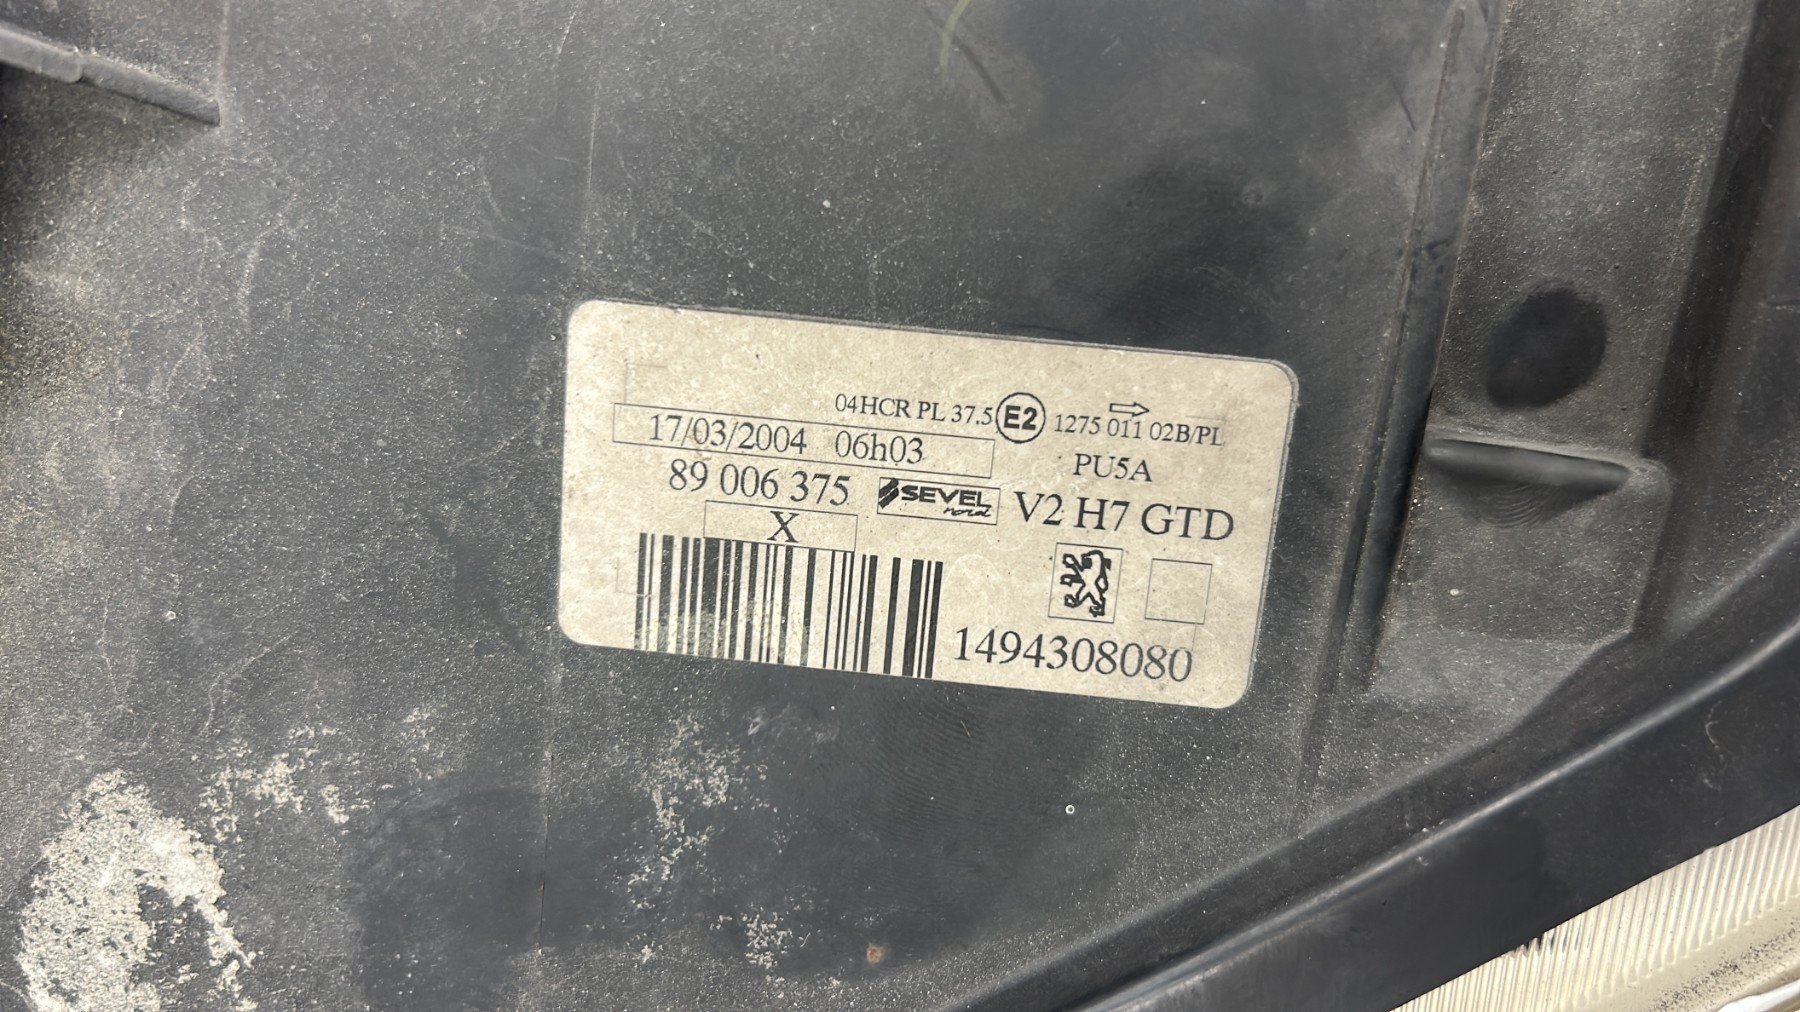 04HCR PL 37.5 E2 1275 011 02B/PL
17/03/2004 06h03
PU5A
89 006 375 SEVEL nord V2 H7 GTD
X
1494308080